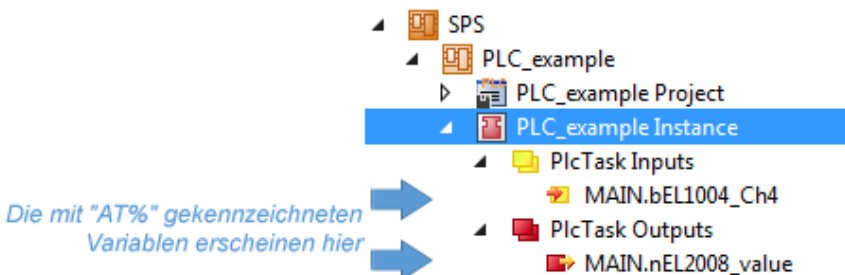 SPS
PLC_example
PLC_example Project
PLC_example Instance
PlcTask Inputs
MAIN.bEL1004_Ch4
PlcTask Outputs
MAIN.nEL2008_value
Die mit "AT%" gekennzeichneten
Variablen erscheinen hier